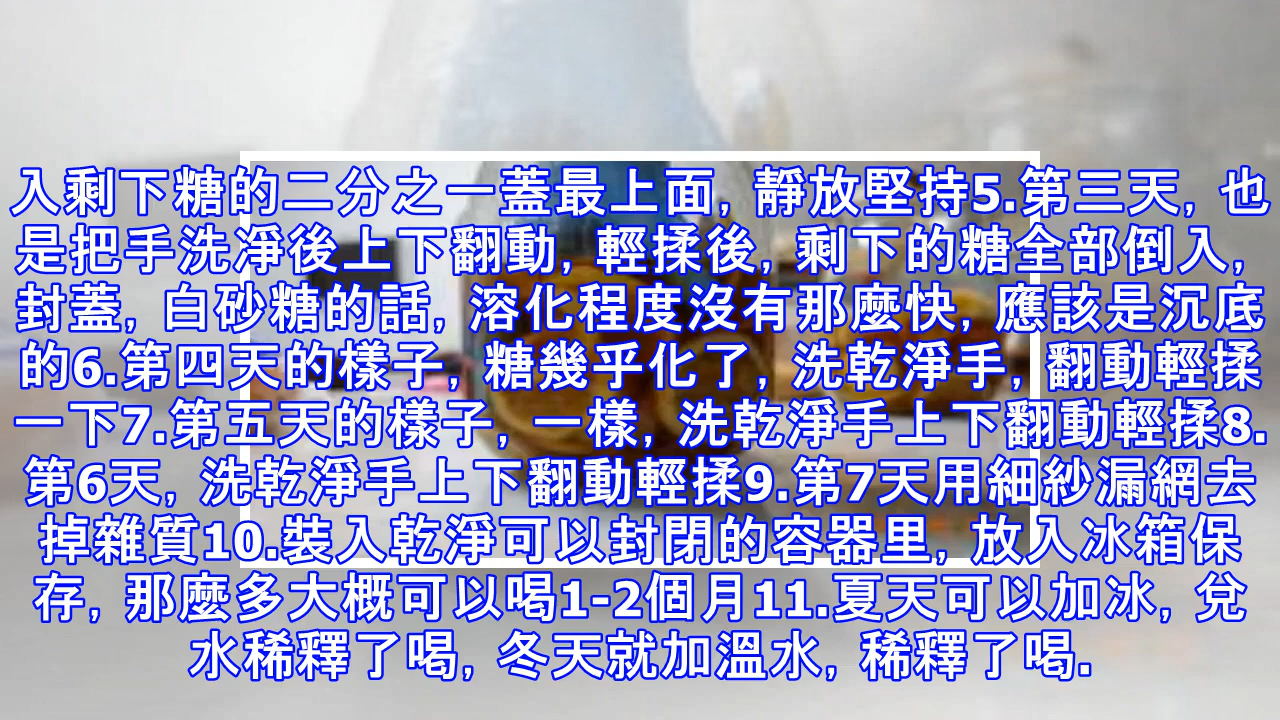 入剩下糖的二分之一蓋最上面, 靜放堅持5.第三天, 也
是把手洗淨後上下翻動, 輕揉後, 剩下的糖全部倒入,
封蓋, 白砂糖的話, 溶化程度沒有那麼快, 應該是沉底
的6.第四天的樣子, 糖幾乎化了, 洗乾淨手, 翻動輕揉
一下7.第五天的樣子, 一樣, 洗乾淨手上下翻動輕揉8.
第6天, 洗乾淨手上下翻動輕揉9.第7天用細紗漏網去
掉雜質10.裝入乾淨可以封閉的容器里, 放入冰箱保
存, 那麼多大概可以喝1-2個月11.夏天可以加冰, 兌
水稀釋了喝, 冬天就加溫水, 稀釋了喝.